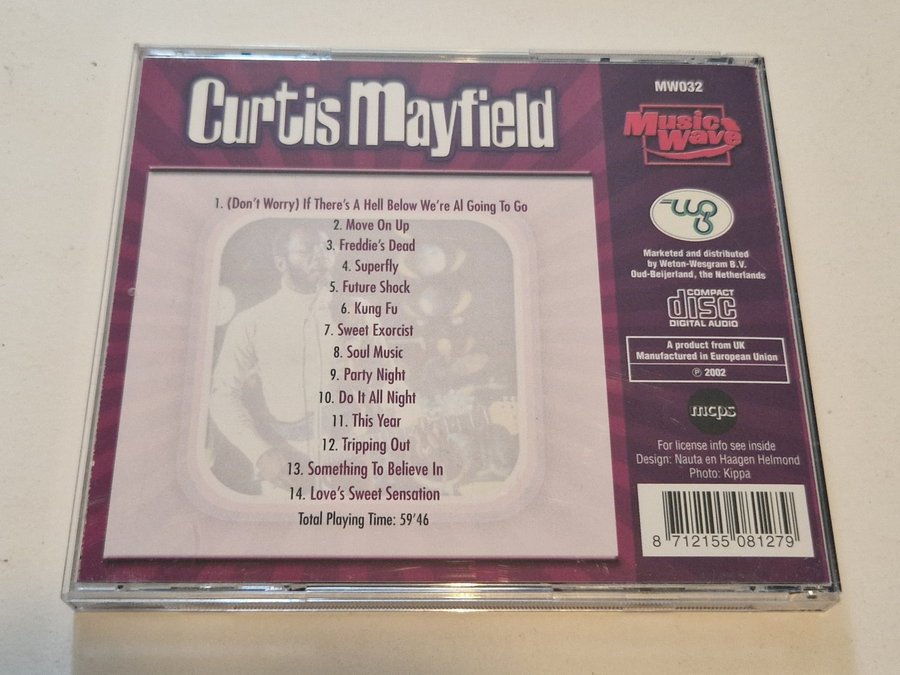 Curtis Mayfield
1. (Don't Worry) If There's A Hell Below We're Al Going To Go
2. Move On Up
3. Freddie's Dead
4. Superfly
5. Future Shock
6. Kung Fu
7. Sweet Exorcist
8. Soul Music
9. Party Night
10. Do It All Night
11. This Year
12. Tripping Out
13. Something To Believe In
14. Love's Sweet Sensation
Total Playing Time: 59'46
MW032
Music
Wave
wg
Marketed and distributed
by Weton-Wesgram B.V.
Oud-Beijerland, the Netherlands
COMPACT
disc
DIGITAL AUDIO
A product from UK
Manufactured in European Union
℗ 2002
mcps
For license info see inside
Design: Nauta en Haagen Helmond
Photo: Kippa
8 712155 081279